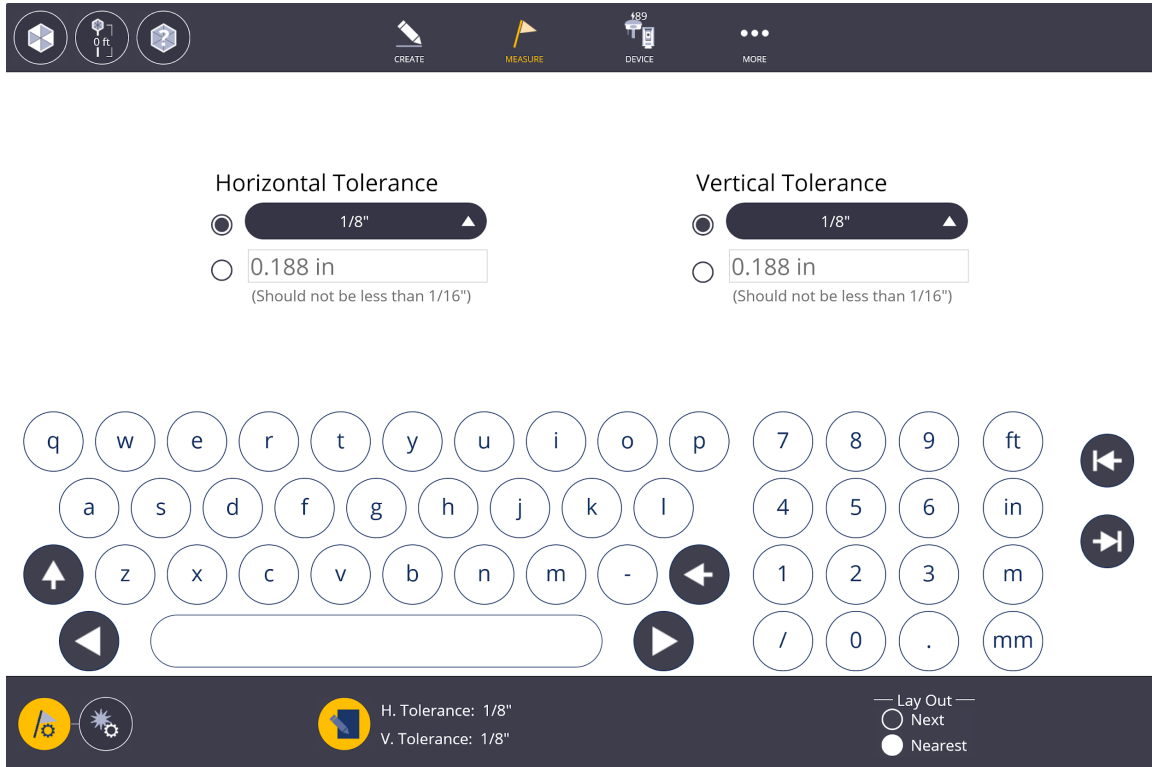 0 ft
?
89
CREATE
MEASURE
DEVICE
MORE
Horizontal Tolerance
1/8"
0.188 in
(Should not be less than 1/16")
Vertical Tolerance
1/8"
0.188 in
(Should not be less than 1/16")
q w e r t y u i o p 7 8 9 ft
a s d f g h j k l 4 5 6 in
z x c v b n m - 1 2 3 m
/ 0 . mm
H. Tolerance: 1/8"
V. Tolerance: 1/8"
Lay Out
Next
Nearest